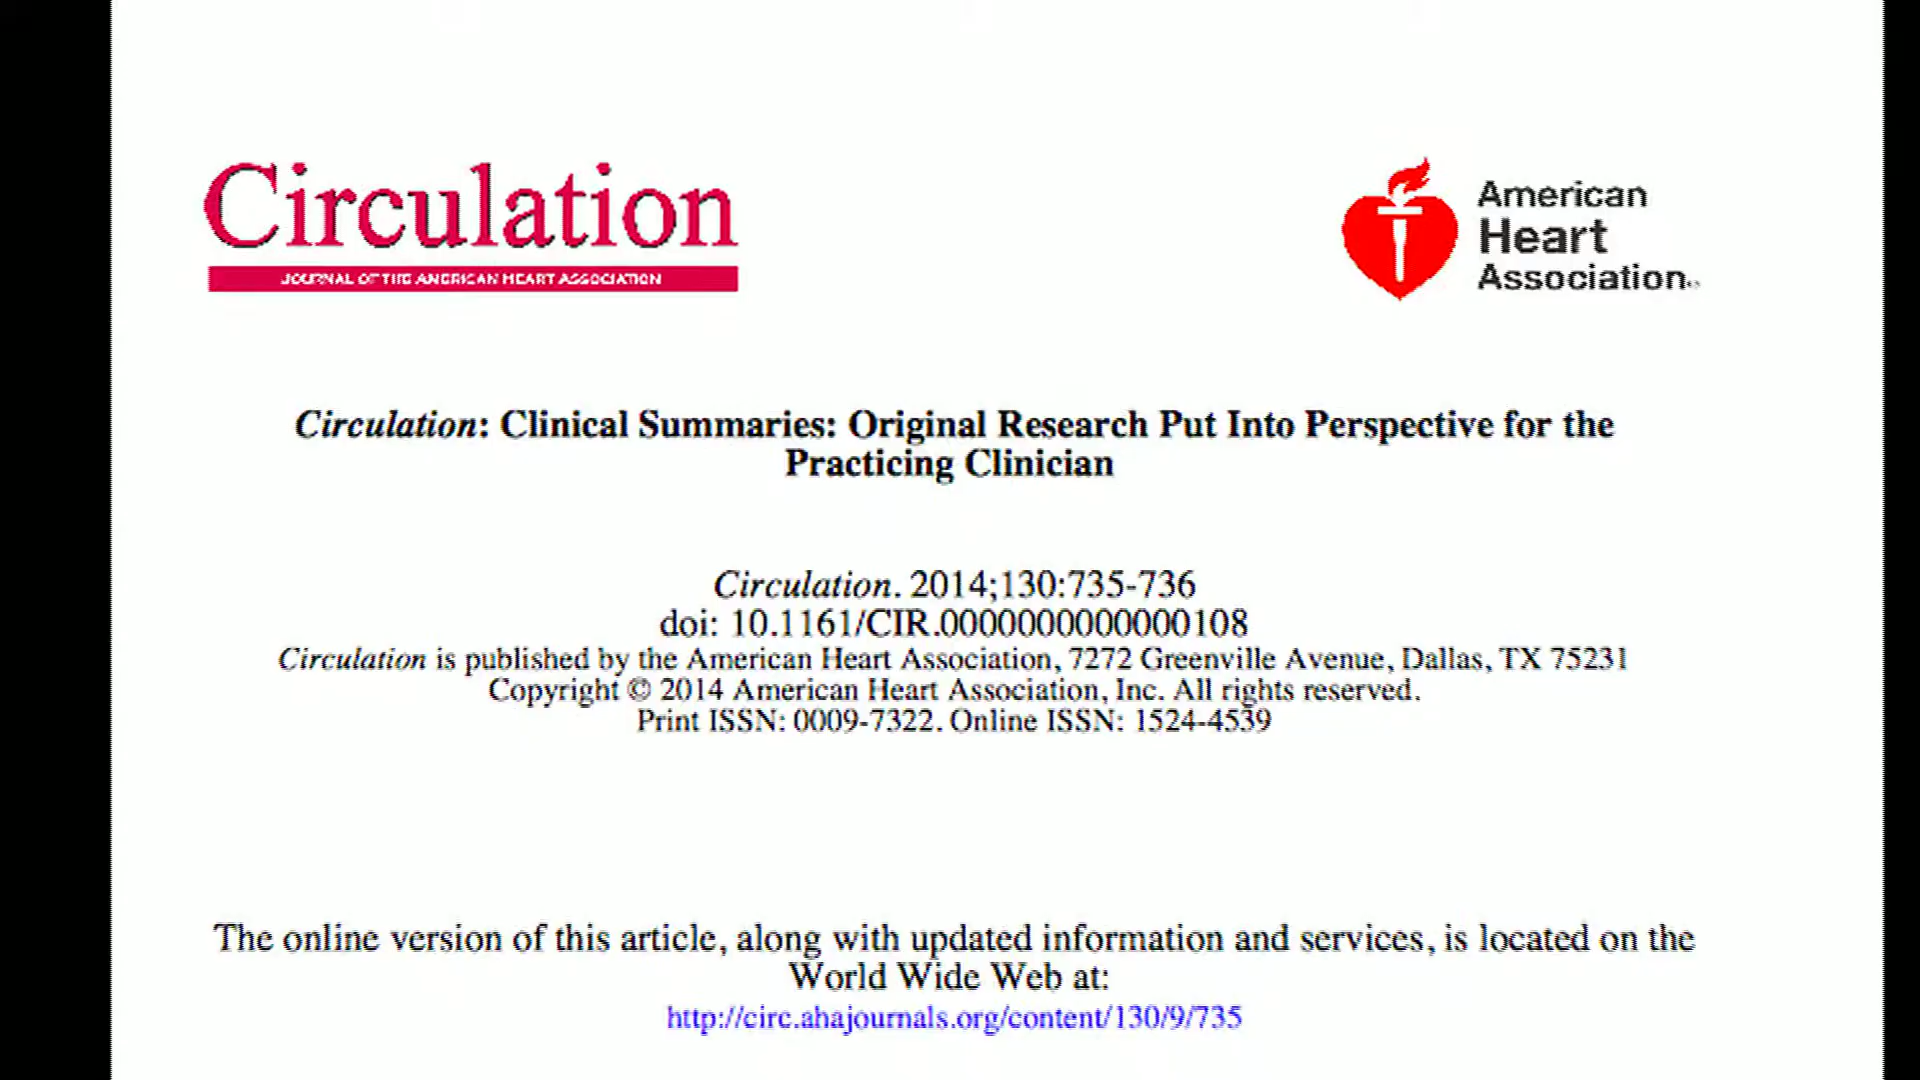 Circulation
JOURNAL OF THE AMERICAN HEART ASSOCIATION
American
Heart
Association
Circulation: Clinical Summaries: Original Research Put Into Perspective for the
Practicing Clinician
Circulation. 2014;130:735-736
doi: 10.1161/CIR.0000000000000108
Circulation is published by the American Heart Association, 7272 Greenville Avenue, Dallas, TX 75231
Copyright © 2014 American Heart Association, Inc. All rights reserved.
Print ISSN: 0009-7322. Online ISSN: 1524-4539
The online version of this article, along with updated information and services, is located on the
World Wide Web at:
http://circ.ahajournals.org/content/130/9/735